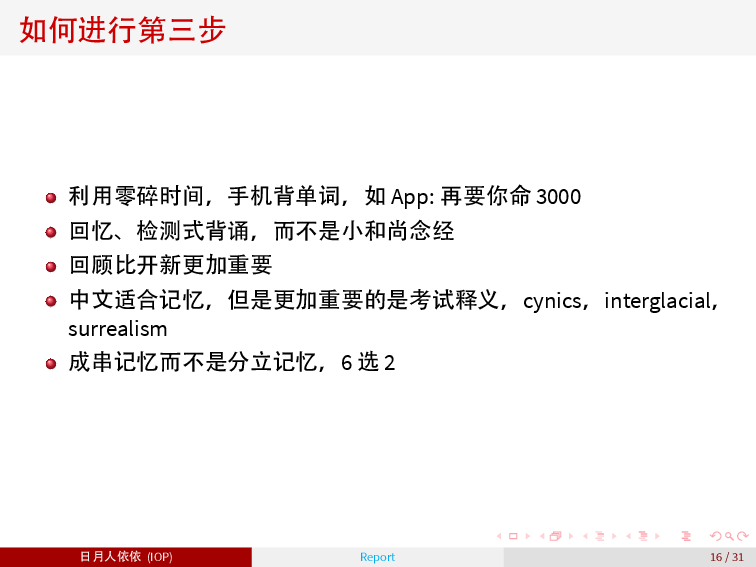 如何进行第三步
利用零碎时间，手机背单词，如 App: 再要你命 3000
回忆、检测式背诵，而不是小和尚念经
回顾比开新更加重要
中文适合记忆，但是更加重要的是考试释义，cynics，interglacial，
surrealism
成串记忆而不是分立记忆，6 选 2
日月人依依 (IOP)
Report
16 / 31